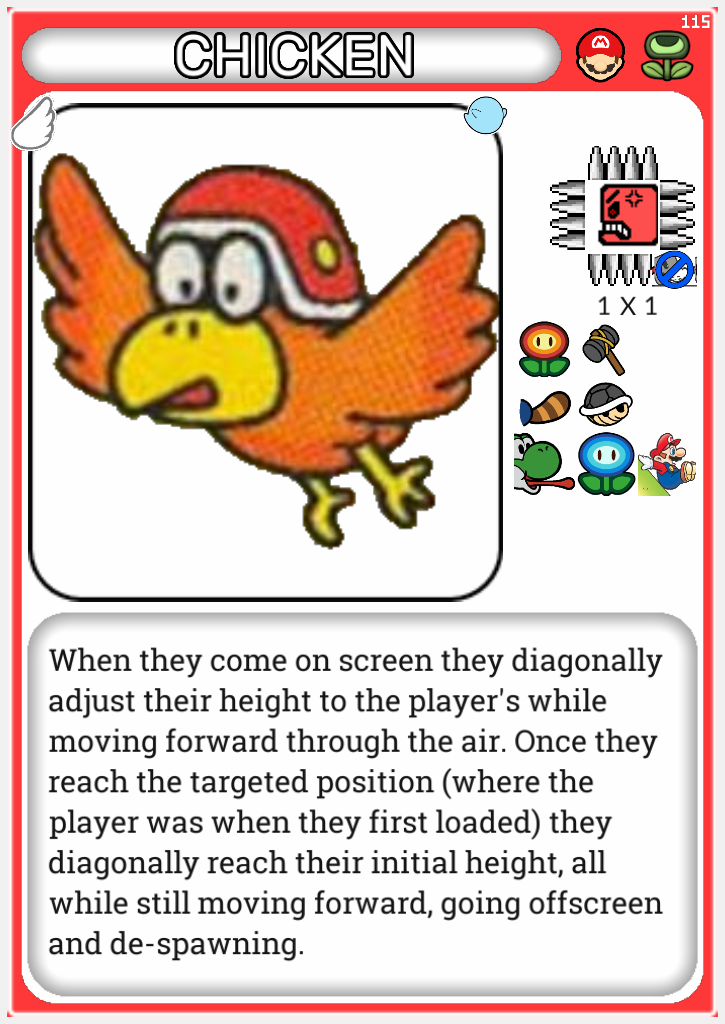 115
CHICKEN
1 X 1
When they come on screen they diagonally
adjust their height to the player's while
moving forward through the air. Once they
reach the targeted position (where the
player was when they first loaded) they
diagonally reach their initial height, all
while still moving forward, going offscreen
and de-spawning.